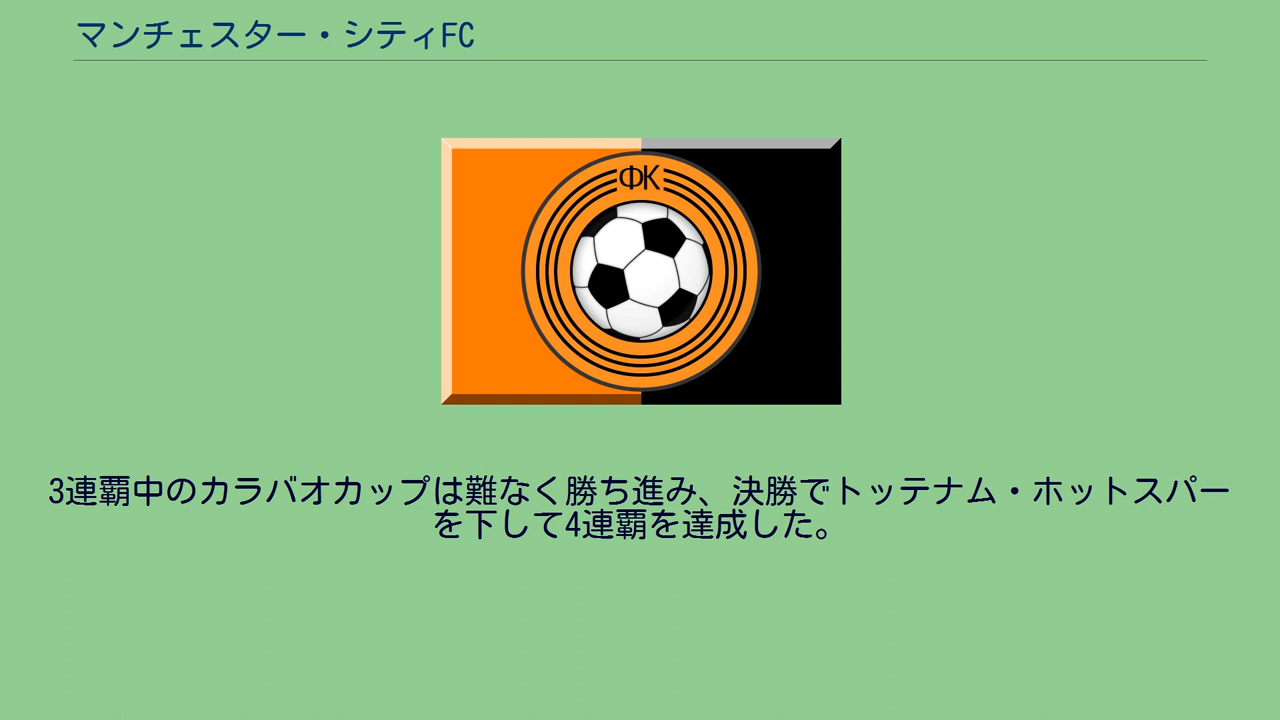 マンチェスター・シティFC
ФК
3連覇中のカラバオカップは難なく勝ち進み、決勝でトッテナム・ホットスパー
を下して4連覇を達成した。